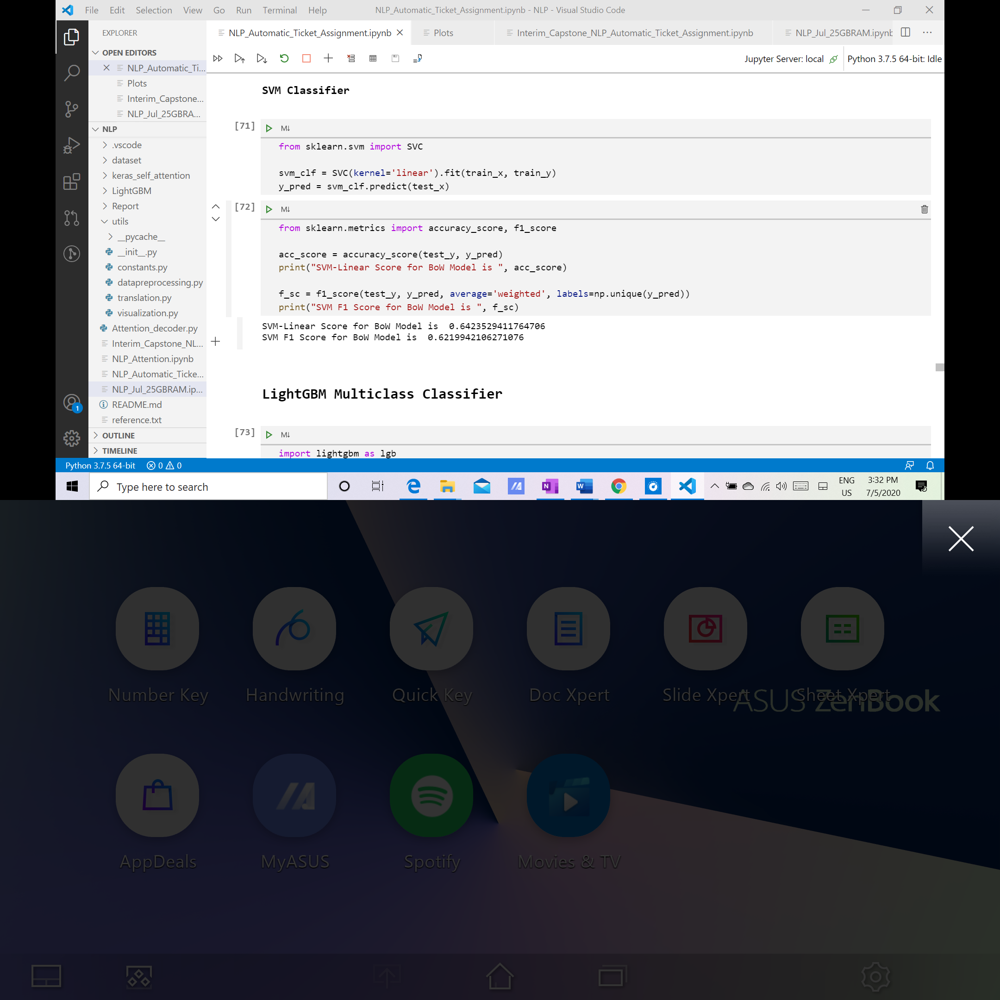 File Edit Selection View Go Run Terminal Help NLP_Automatic_Ticket_Assignment.ipynb - NLP - Visual Studio Code
EXPLORER
OPEN EDITORS
NLP_Automatic_Ti...
Plots
Interim_Capstone...
NLP_Jul_25GBRA...
NLP
.vscode
dataset
keras_self_attention
LightGBM
Report
utils
__pycache__
__init__.py
constants.py
datapreprocessing.py
translation.py
visualization.py
Attention_decoder.py
Interim_Capstone_NL...
NLP_Attention.ipynb
NLP_Automatic_Ticke...
NLP_Jul_25GBRAM.ip...
README.md
reference.txt
OUTLINE
TIMELINE
1
NLP_Automatic_Ticket_Assignment.ipynb Plots Interim_Capstone_NLP_Automatic_Ticket_Assignment.ipynb NLP_Jul_25GBRAM.ipynb
Jupyter Server: local Python 3.7.5 64-bit: Idle
SVM Classifier
[71] M↓
from sklearn.svm import SVC
svm_clf = SVC(kernel='linear').fit(train_x, train_y)
y_pred = svm_clf.predict(test_x)
[72] M↓
from sklearn.metrics import accuracy_score, f1_score
acc_score = accuracy_score(test_y, y_pred)
print("SVM-Linear Score for BoW Model is ", acc_score)
f_sc = f1_score(test_y, y_pred, average='weighted', labels=np.unique(y_pred))
print("SVM F1 Score for BoW Model is ", f_sc)
SVM-Linear Score for BoW Model is  0.6423529411764706
SVM F1 Score for BoW Model is  0.6219942106271076
LightGBM Multiclass Classifier
[73] M↓
import lightgbm as lgb
Python 3.7.5 64-bit 0 0
Type here to search
ENG
US
3:32 PM
7/5/2020
Number Key Handwriting Quick Key Doc Xpert Slide Xpert Sheet Xpert
ASUS ZenBook
AppDeals MyASUS Spotify Movies & TV